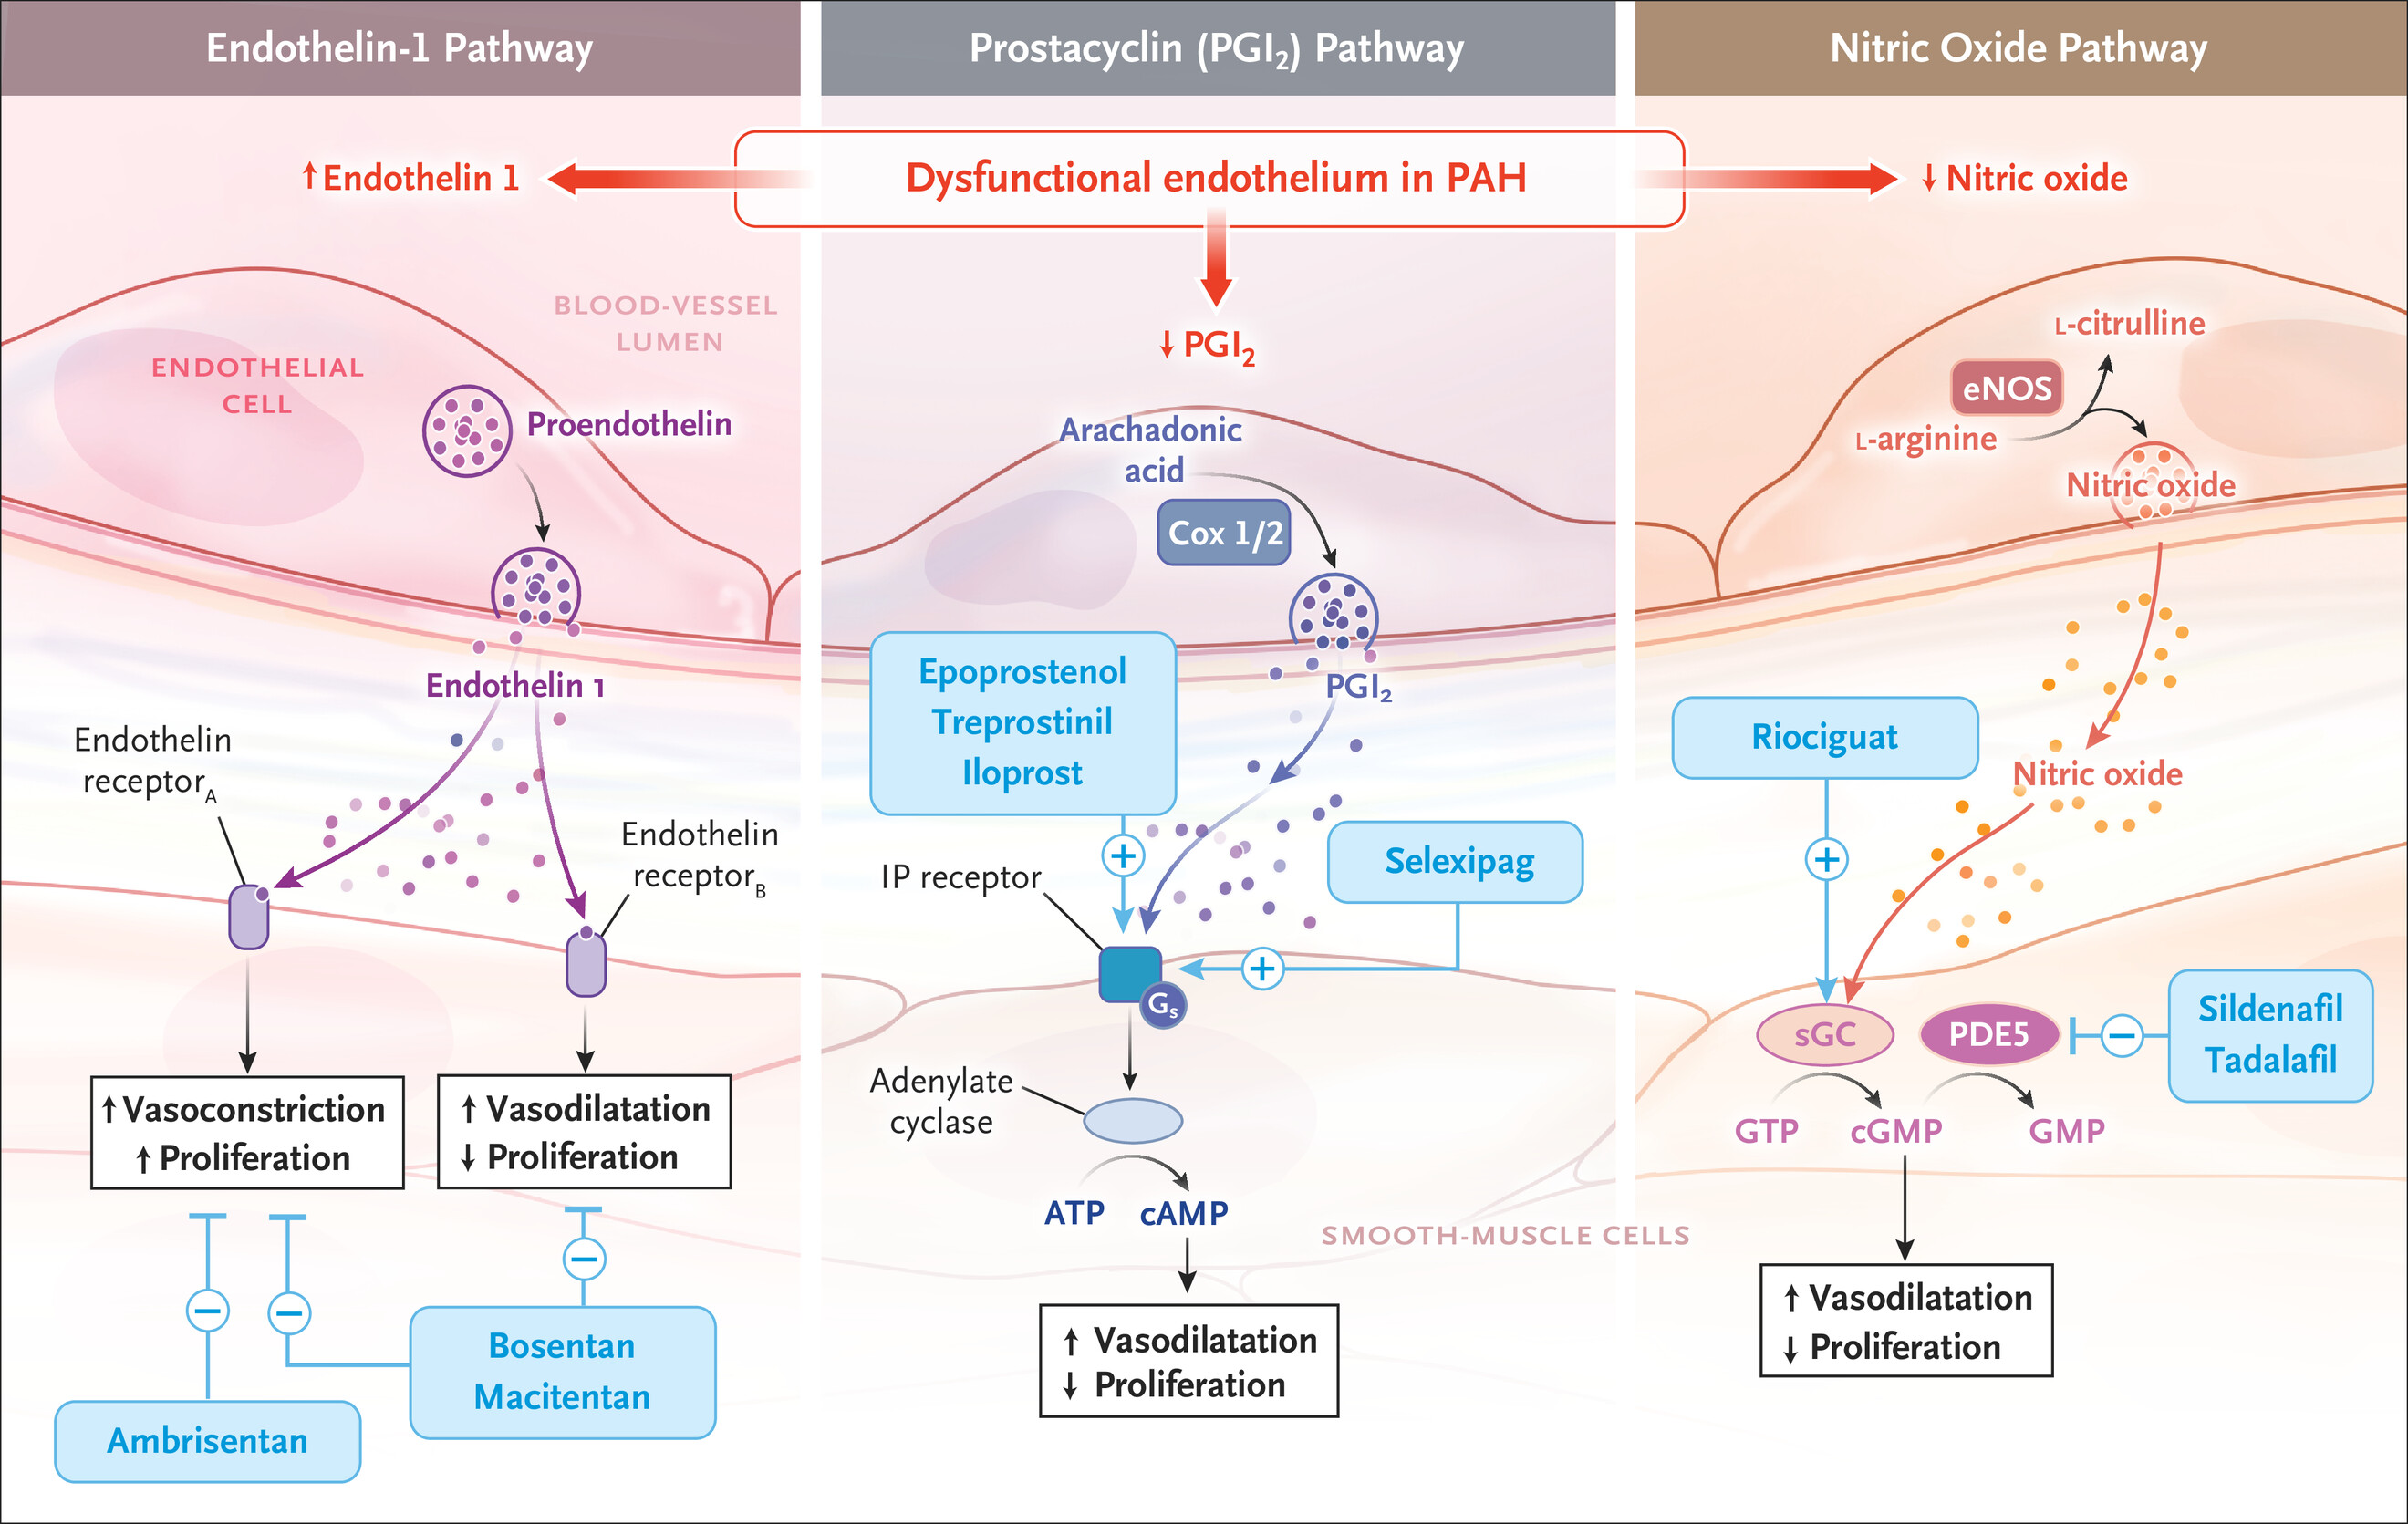 Endothelin-1 Pathway
Prostacyclin (PGI₂) Pathway
Nitric Oxide Pathway
Dysfunctional endothelium in PAH
↑ Endothelin 1
↓ PGI₂
↓ Nitric oxide
BLOOD-VESSEL
LUMEN
ENDOTHELIAL
CELL
Proendothelin
Endothelin 1
Endothelin
receptor_A
Endothelin
receptor_B
↑ Vasoconstriction
↑ Proliferation
↑ Vasodilatation
↓ Proliferation
−
−
−
Bosentan
Macitentan
Ambrisentan
Arachadonic
acid
Cox 1/2
PGI₂
Epoprostenol
Treprostinil
Iloprost
+
Selexipag
+
IP receptor
Gₛ
Adenylate
cyclase
ATP
cAMP
SMOOTH-MUSCLE CELLS
↑ Vasodilatation
↓ Proliferation
L-citrulline
eNOS
L-arginine
Nitric oxide
Riociguat
+
Nitric oxide
sGC
PDE5
−
Sildenafil
Tadalafil
GTP
cGMP
GMP
↑ Vasodilatation
↓ Proliferation